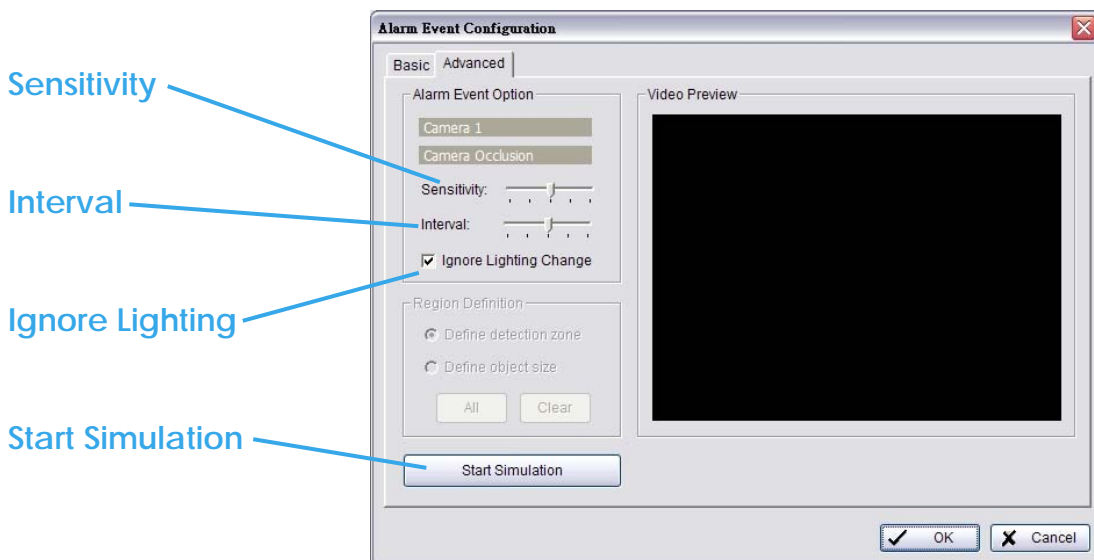 Alarm Event Configuration
Basic
Advanced
Sensitivity
Alarm Event Option
Video Preview
Camera 1
Camera Occlusion
Sensitivity:
Interval
Interval:
Ignore Lighting Change
Ignore Lighting
Region Definition
Define detection zone
Define object size
All
Clear
Start Simulation
Start Simulation
OK
Cancel